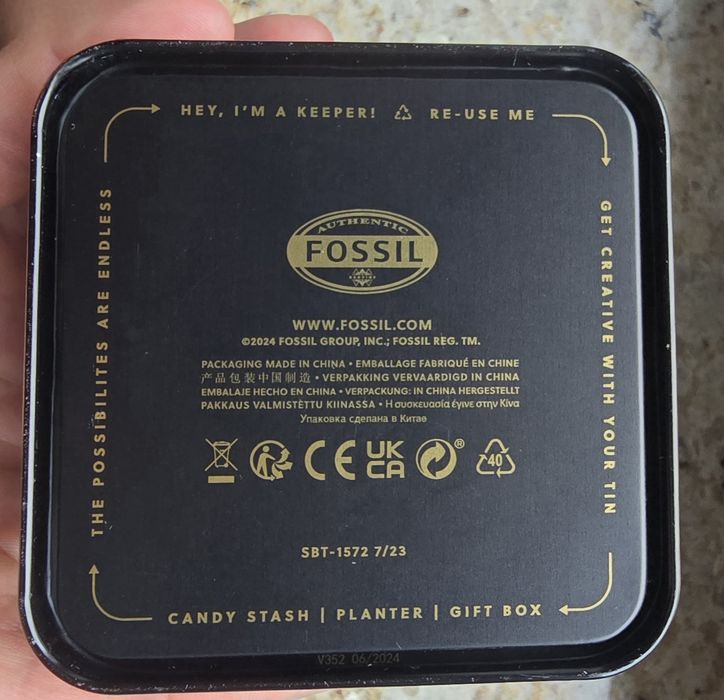 HEY, I'M A KEEPER! RE-USE ME
GET CREATIVE WITH YOUR TIN
CANDY STASH | PLANTER | GIFT BOX
THE POSSIBILITES ARE ENDLESS
AUTHENTIC
FOSSIL
WWW.FOSSIL.COM
©2024 FOSSIL GROUP, INC.; FOSSIL REG. TM.
PACKAGING MADE IN CHINA • EMBALLAGE FABRIQUÉ EN CHINE
产品包装中国制造 • VERPAKKING VERVAARDIGD IN CHINA
EMBALAJE HECHO EN CHINA • VERPACKUNG: IN CHINA HERGESTELLT
PAKKAUS VALMISTETTU KIINASSA • Η συσκευασία έγινε στην Κίνα
Упаковка сделана в Китае
CE UK CA ® 40
SBT-1572 7/23
V352 06/2024